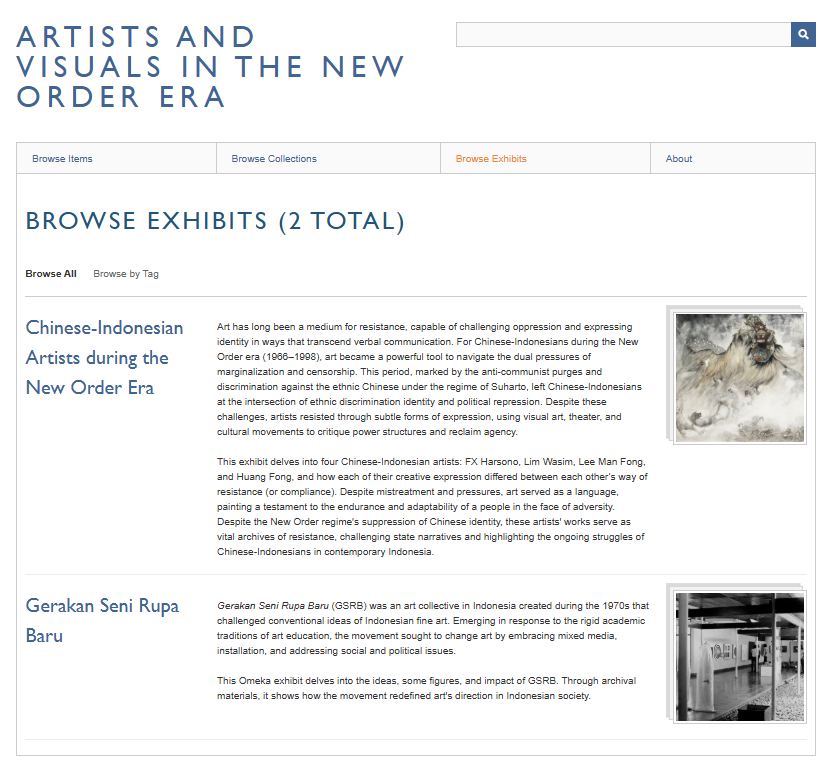 ARTISTS AND
VISUALS IN THE NEW
ORDER ERA
Browse Items
Browse Collections
Browse Exhibits
About
BROWSE EXHIBITS (2 TOTAL)
Browse All
Browse by Tag
Chinese-Indonesian
Artists during the
New Order Era
Art has long been a medium for resistance, capable of challenging oppression and expressing
identity in ways that transcend verbal communication. For Chinese-Indonesians during the New
Order era (1966–1998), art became a powerful tool to navigate the dual pressures of
marginalization and censorship. This period, marked by the anti-communist purges and
discrimination against the ethnic Chinese under the regime of Suharto, left Chinese-Indonesians
at the intersection of ethnic discrimination identity and political repression. Despite these
challenges, artists resisted through subtle forms of expression, using visual art, theater, and
cultural movements to critique power structures and reclaim agency.
This exhibit delves into four Chinese-Indonesian artists: FX Harsono, Lim Wasim, Lee Man Fong,
and Huang Fong, and how each of their creative expression differed between each other's way of
resistance (or compliance). Despite mistreatment and pressures, art served as a language,
painting a testament to the endurance and adaptability of a people in the face of adversity.
Despite the New Order regime's suppression of Chinese identity, these artists' works serve as
vital archives of resistance, challenging state narratives and highlighting the ongoing struggles of
Chinese-Indonesians in contemporary Indonesia.
Gerakan Seni Rupa
Baru
Gerakan Seni Rupa Baru (GSRB) was an art collective in Indonesia created during the 1970s that
challenged conventional ideas of Indonesian fine art. Emerging in response to the rigid academic
traditions of art education, the movement sought to change art by embracing mixed media,
installation, and addressing social and political issues.
This Omeka exhibit delves into the ideas, some figures, and impact of GSRB. Through archival
materials, it shows how the movement redefined art's direction in Indonesian society.